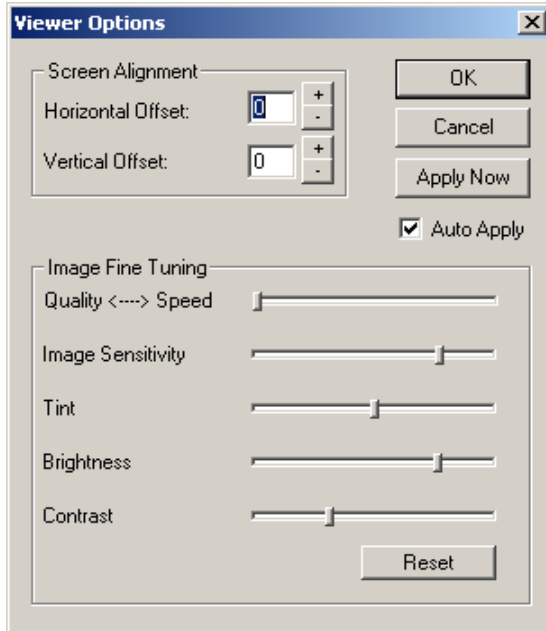 Viewer Options
Screen Alignment
Horizontal Offset: 0 + -
Vertical Offset: 0 + -
OK
Cancel
Apply Now
Auto Apply
Image Fine Tuning
Quality <----> Speed
Image Sensitivity
Tint
Brightness
Contrast
Reset